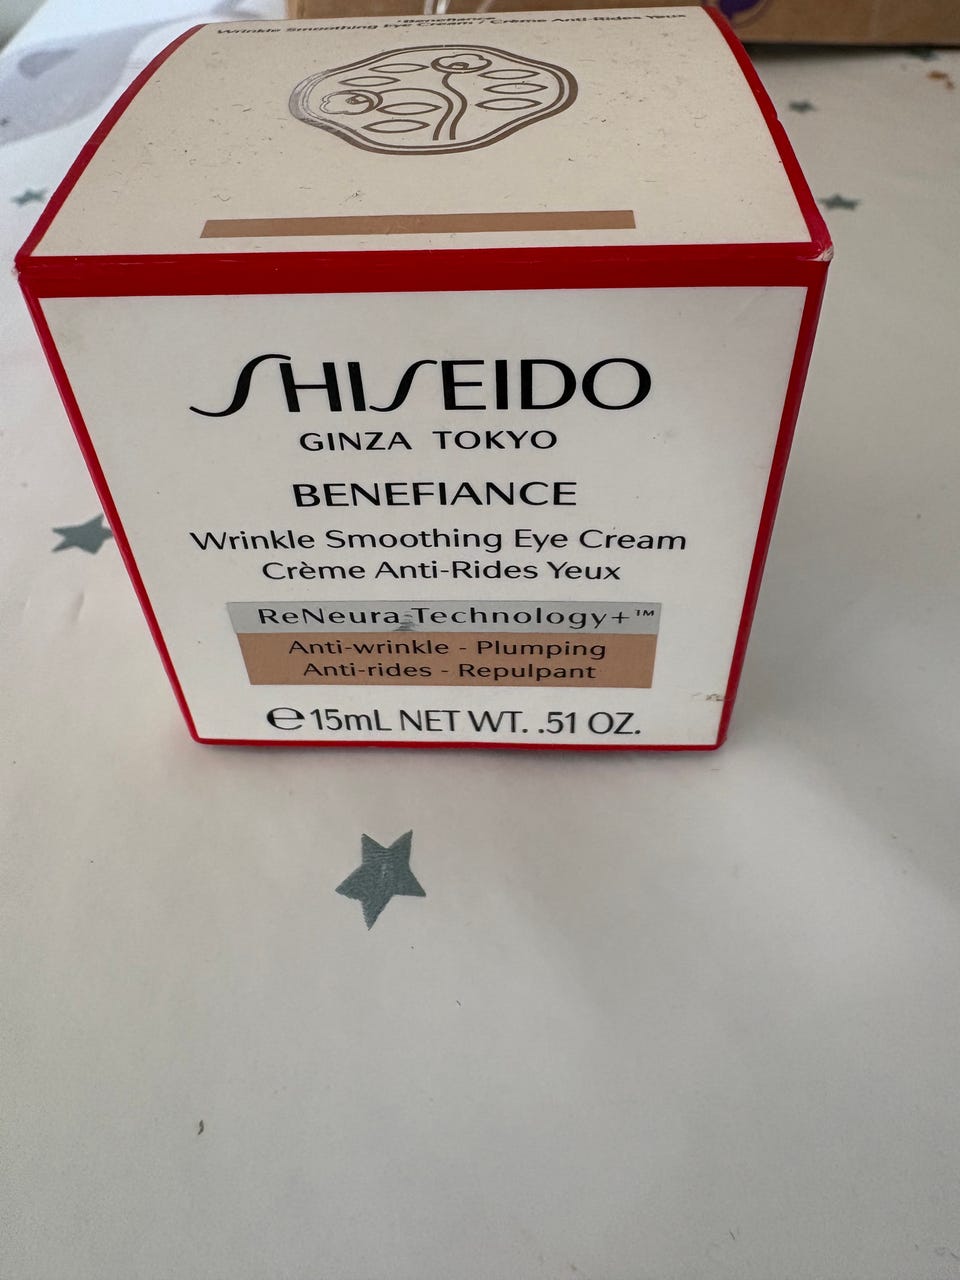 Benefiance
Wrinkle Smoothing Eye Cream / Crème Anti-Rides Yeux
SHISEIDO
GINZA TOKYO
BENEFIANCE
Wrinkle Smoothing Eye Cream
Crème Anti-Rides Yeux
ReNeura Technology+™
Anti-wrinkle - Plumping
Anti-rides - Repulpant
℮15mL NET WT. .51 OZ.